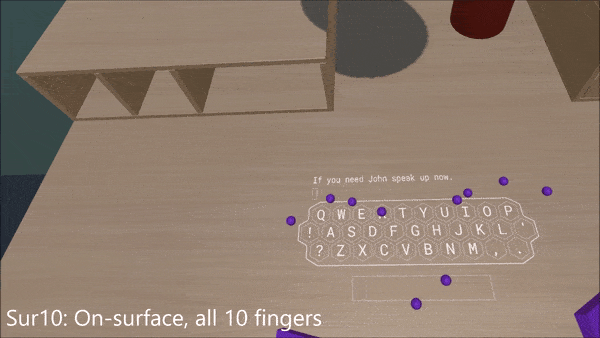 If you need John speak up now.
Q W E R T Y U I O P
! A S D F G H J K L '
? Z X C V B N M , .
Sur10: On-surface, all 10 fingers